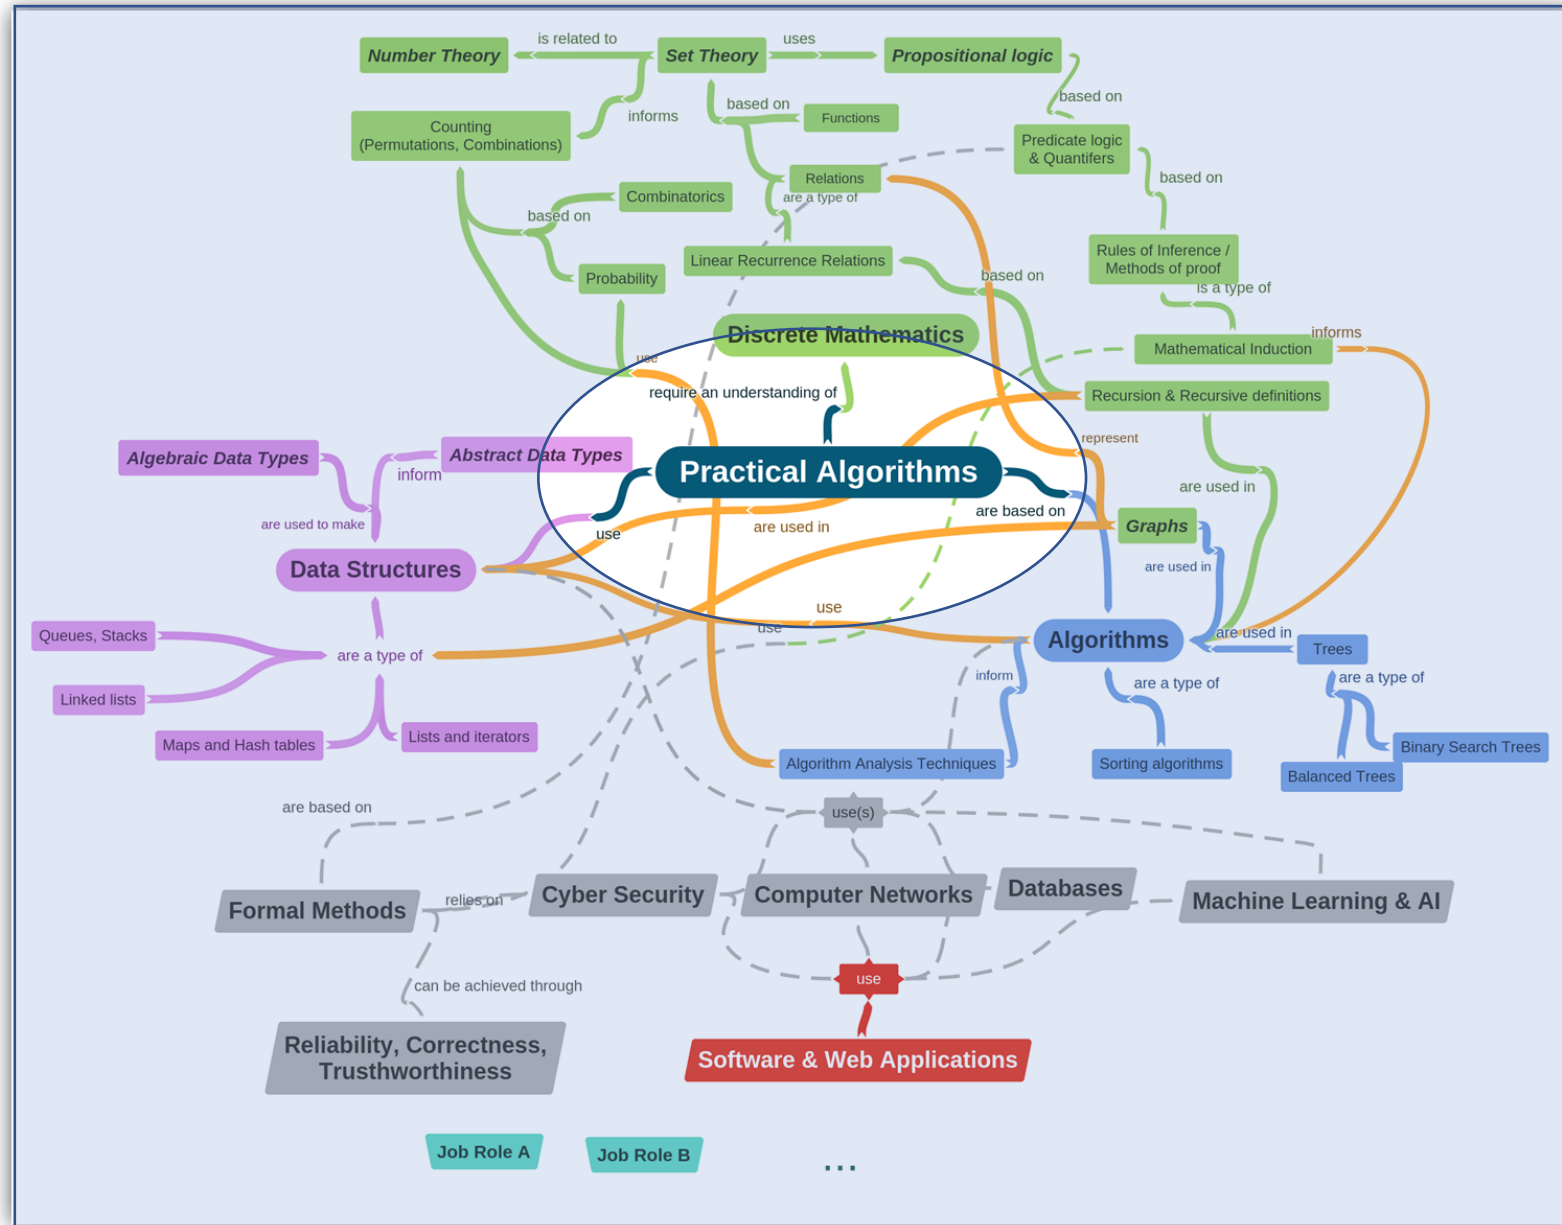 is related to
uses
Number Theory
Set Theory
Propositional logic
based on
based on
informs
Functions
Counting
(Permutations, Combinations)
Predicate logic
& Quantifers
Relations
based on
are a type of
Combinatorics
based on
Rules of Inference /
Methods of proof
Linear Recurrence Relations
based on
Probability
is a type of
Discrete Mathematics
informs
Mathematical Induction
use
require an understanding of
Recursion & Recursive definitions
represent
Algebraic Data Types
Abstract Data Types
inform
Practical Algorithms
are used in
are based on
are used to make
use
are used in
Graphs
are used in
Data Structures
use
use
Queues, Stacks
are a type of
Algorithms
are used in
Trees
inform
are a type of
are a type of
Linked lists
Maps and Hash tables
Lists and iterators
Algorithm Analysis Techniques
Sorting algorithms
Binary Search Trees
Balanced Trees
are based on
use(s)
Formal Methods
relies on
Cyber Security
Computer Networks
Databases
Machine Learning & AI
can be achieved through
use
Reliability, Correctness,
Trusthworthiness
Software & Web Applications
Job Role A
Job Role B
...